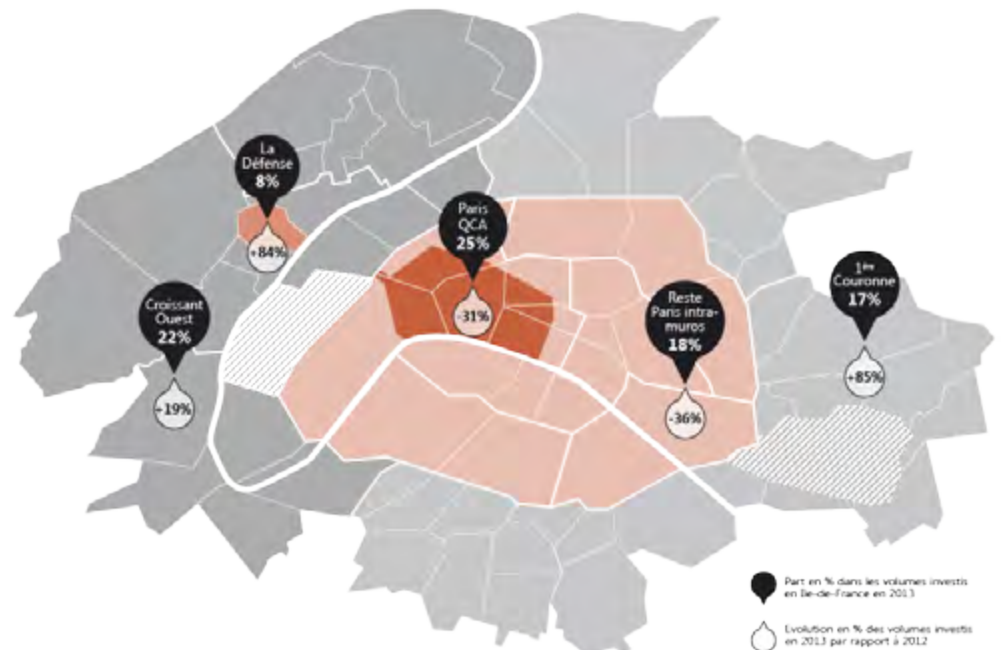 La
Défense
8%
+84%
Paris
QCA
25%
-31%
Croissant
Ouest
22%
+19%
Reste
Paris intra-
muros
18%
-36%
1ère
Couronne
17%
+85%
Part en % dans les volumes investis
en Ile-de-France en 2013
Evolution en % des volumes investis
en 2013 par rapport à 2012